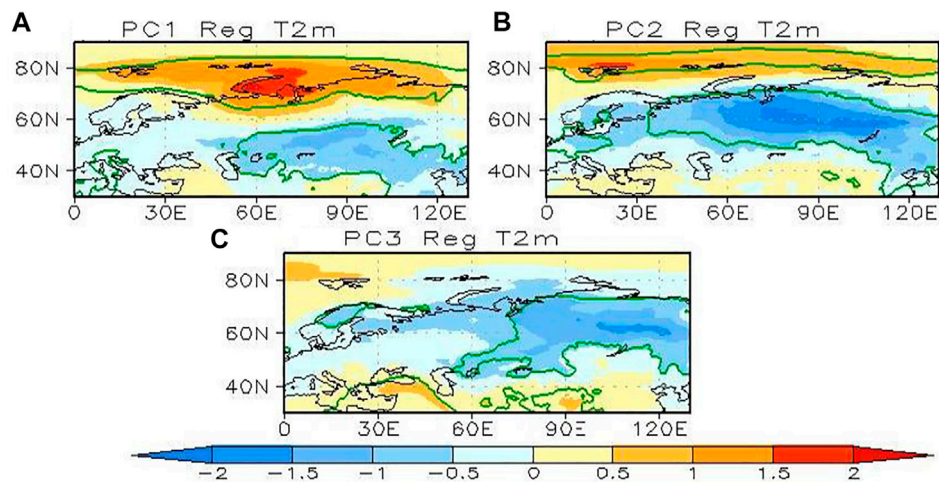 A
PC1 Reg T2m
80N
60N
40N
0 30E 60E 90E 120E
B
PC2 Reg T2m
80N
60N
40N
0 30E 60E 90E 120E
C
PC3 Reg T2m
80N
60N
40N
0 30E 60E 90E 120E
-2 -1.5 -1 -0.5 0 0.5 1 1.5 2